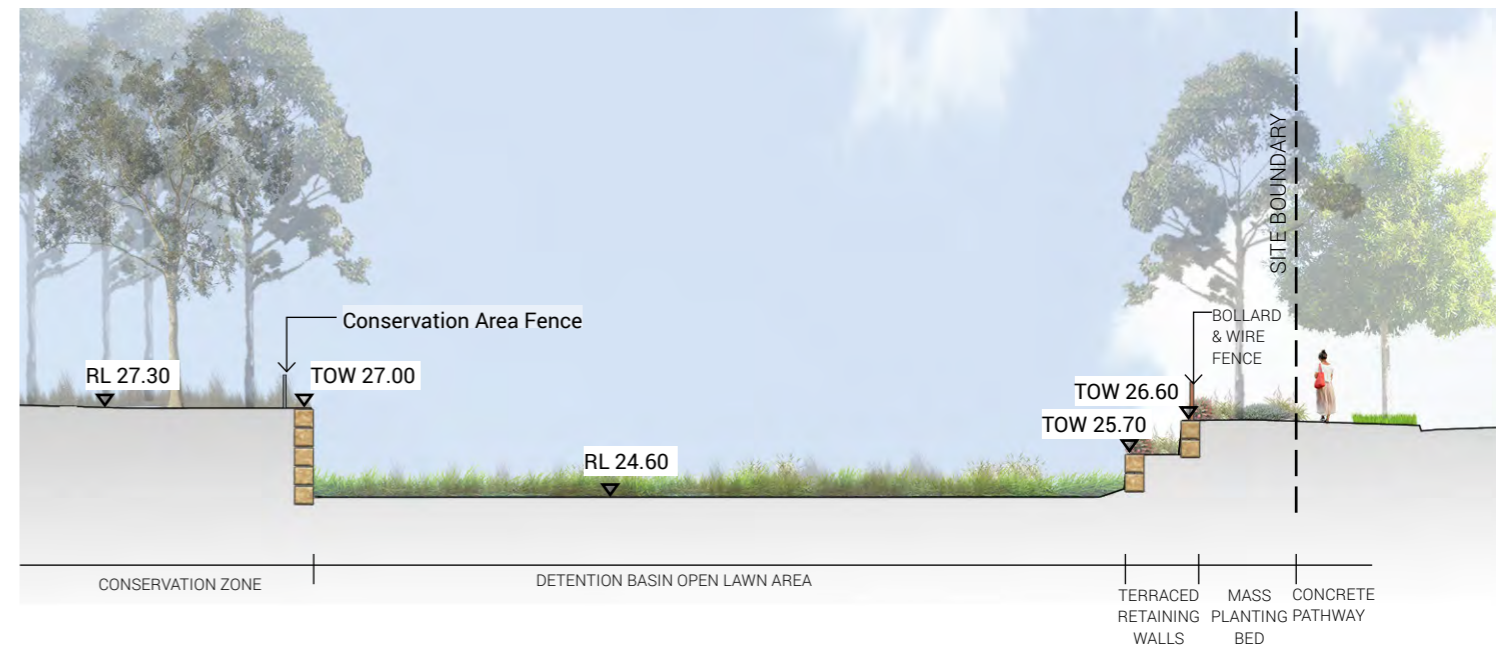 SITE BOUNDARY
Conservation Area Fence
BOLLARD
& WIRE
FENCE
RL 27.30
TOW 27.00
TOW 26.60
TOW 25.70
RL 24.60
CONSERVATION ZONE
DETENTION BASIN OPEN LAWN AREA
TERRACED
RETAINING
WALLS
MASS
PLANTING
BED
CONCRETE
PATHWAY